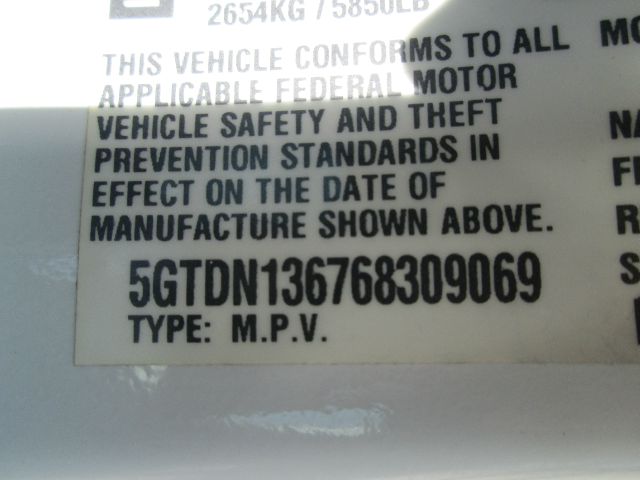 2654KG / 5850LB
THIS VEHICLE CONFORMS TO ALL
APPLICABLE FEDERAL MOTOR
VEHICLE SAFETY AND THEFT
PREVENTION STANDARDS IN
EFFECT ON THE DATE OF
MANUFACTURE SHOWN ABOVE.
5GTDN136768309069
TYPE: M.P.V.